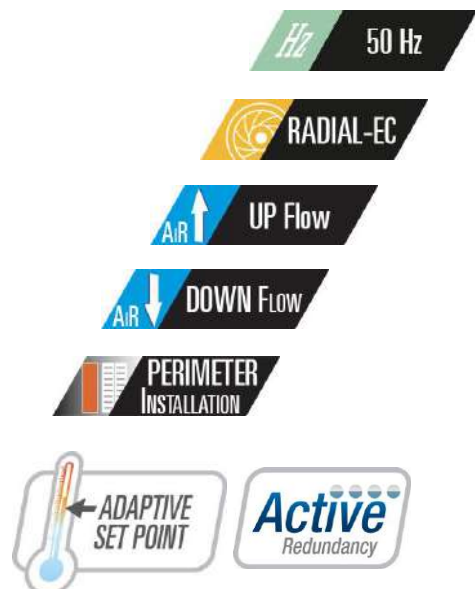 Hz 50 Hz
RADIAL-EC
AIR UP Flow
AIR DOWN FLOW
PERIMETER
INSTALLATION
ADAPTIVE
SET POINT
Active
Redundancy